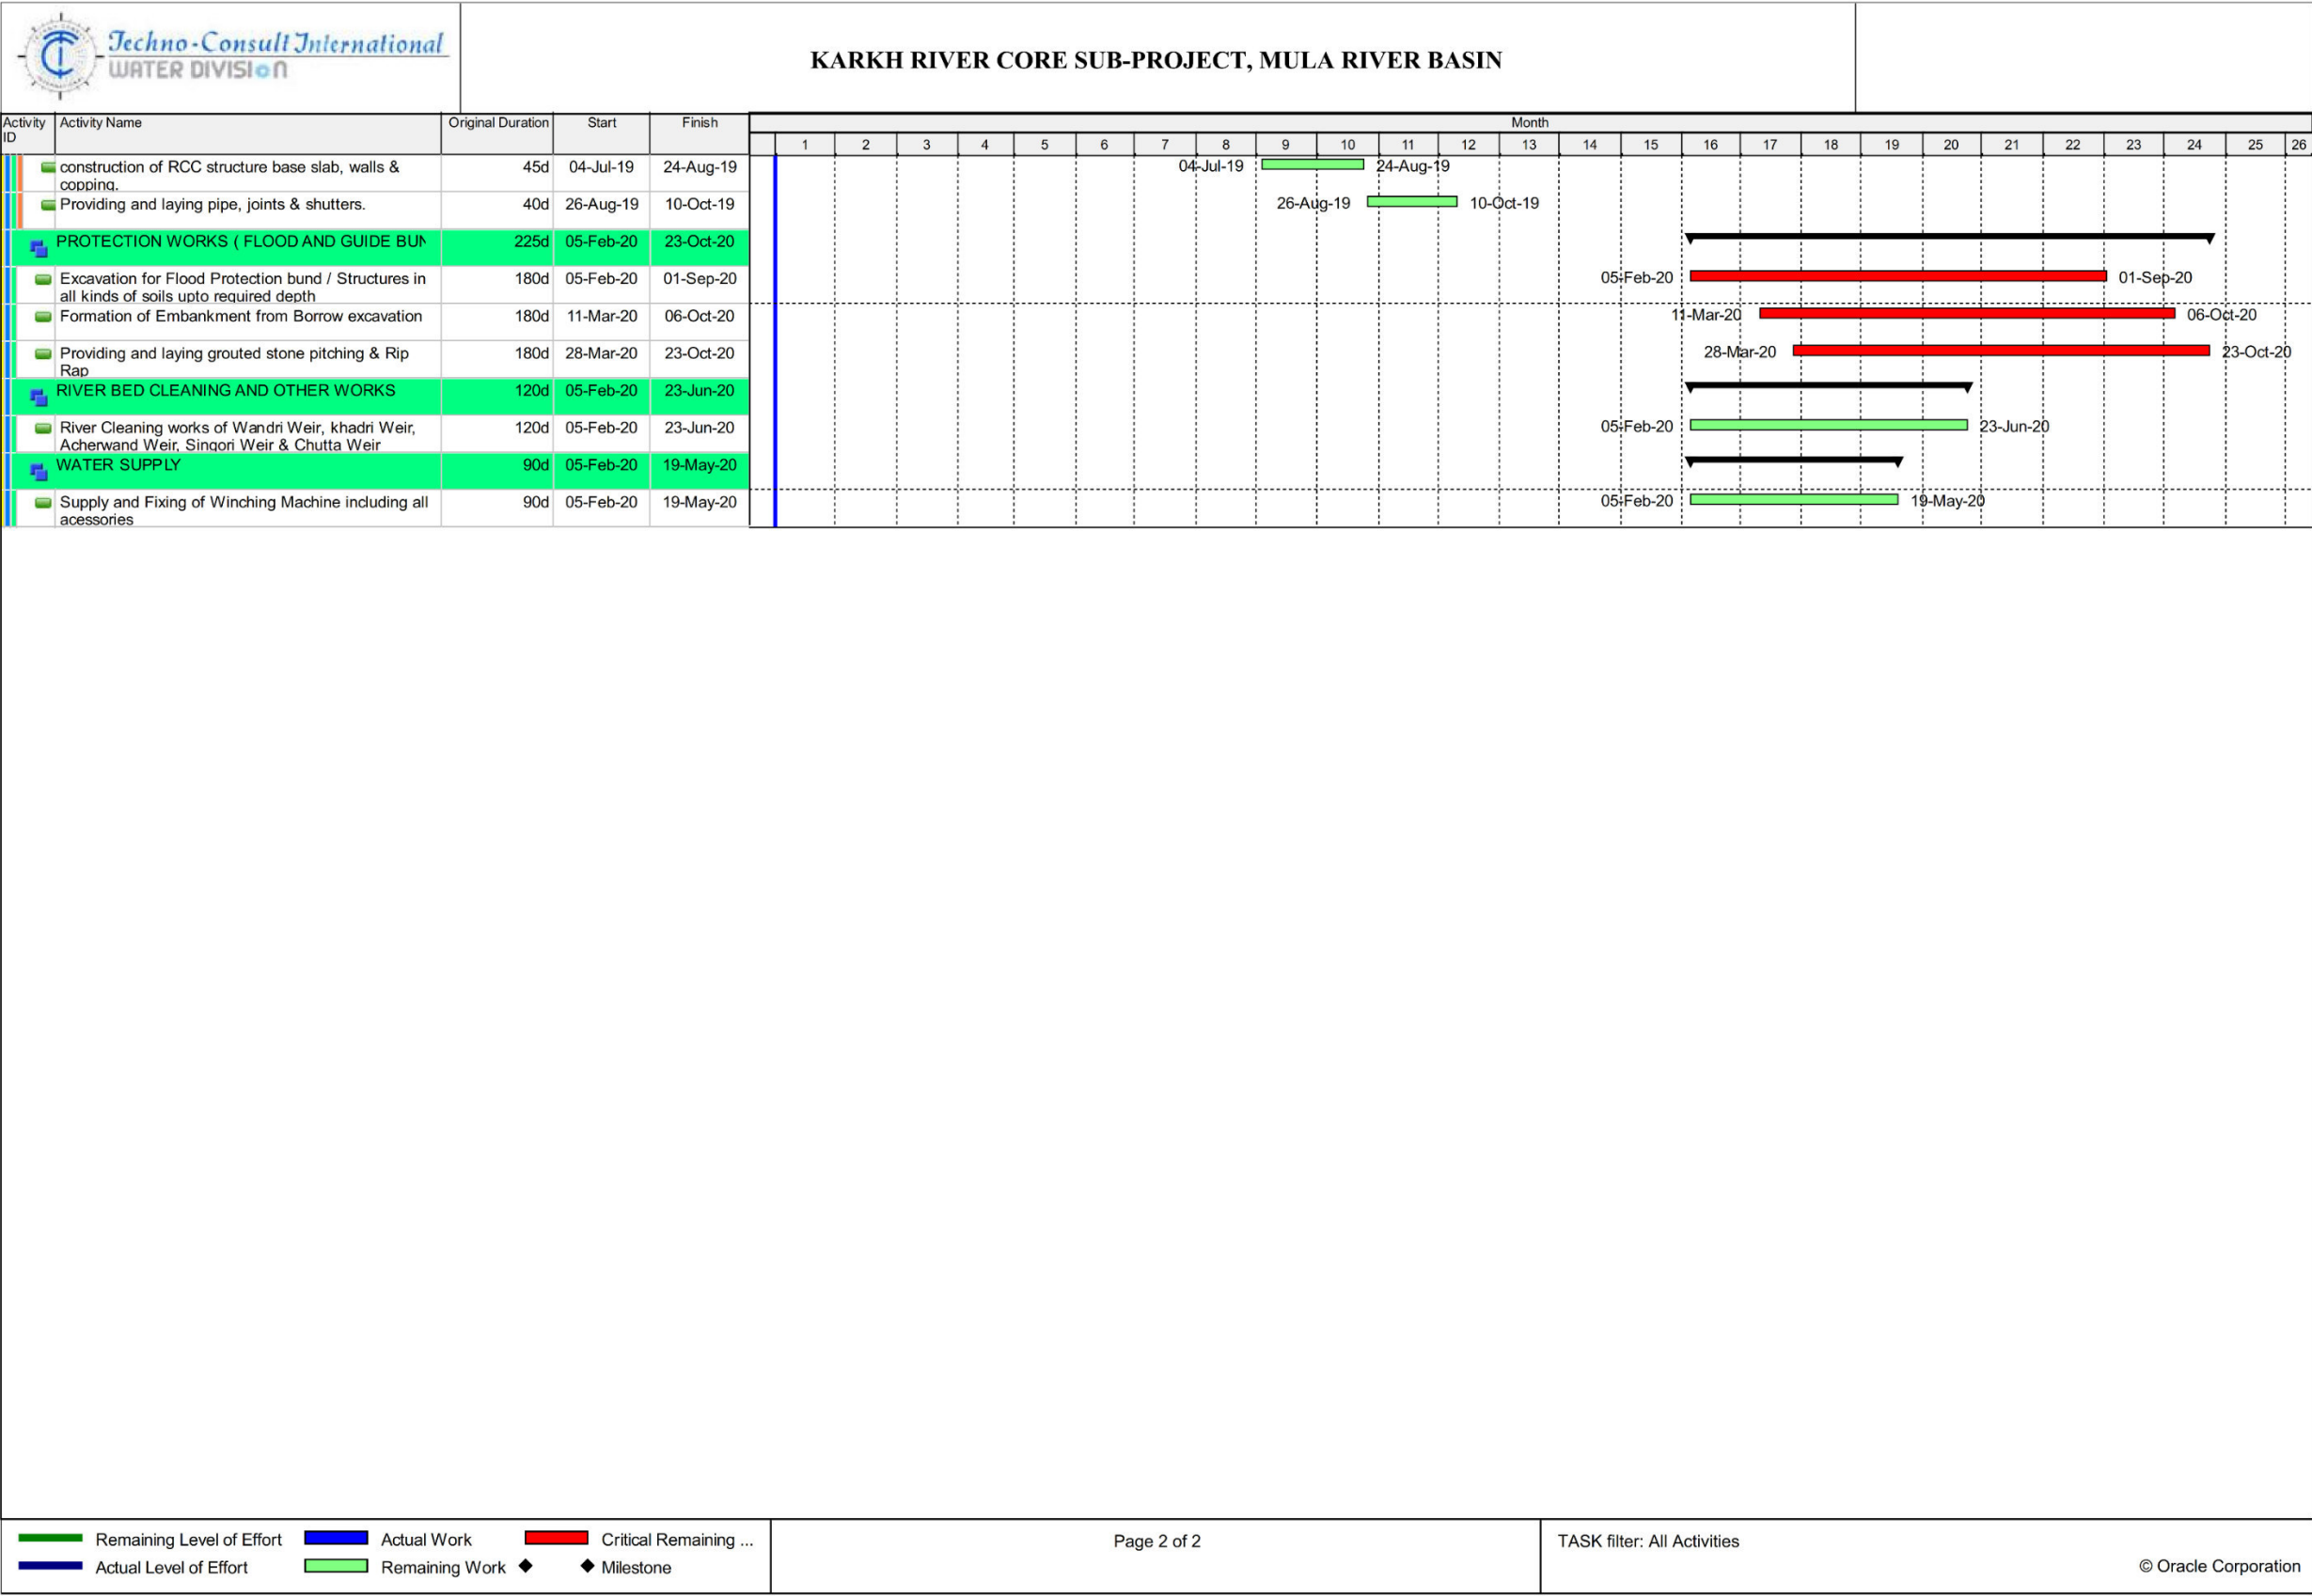 Techno-Consult International
WATER DIVISION
KARKH RIVER CORE SUB-PROJECT, MULA RIVER BASIN
Activity ID Activity Name Original Duration Start Finish Month
1 2 3 4 5 6 7 8 9 10 11 12 13 14 15 16 17 18 19 20 21 22 23 24 25 26
construction of RCC structure base slab, walls & copping. 45d 04-Jul-19 24-Aug-19 04-Jul-19 24-Aug-19
Providing and laying pipe, joints & shutters. 40d 26-Aug-19 10-Oct-19 26-Aug-19 10-Oct-19
PROTECTION WORKS ( FLOOD AND GUIDE BUN 225d 05-Feb-20 23-Oct-20
Excavation for Flood Protection bund / Structures in all kinds of soils upto required depth 180d 05-Feb-20 01-Sep-20 05-Feb-20 01-Sep-20
Formation of Embankment from Borrow excavation 180d 11-Mar-20 06-Oct-20 11-Mar-20 06-Oct-20
Providing and laying grouted stone pitching & Rip Rap 180d 28-Mar-20 23-Oct-20 28-Mar-20 23-Oct-20
RIVER BED CLEANING AND OTHER WORKS 120d 05-Feb-20 23-Jun-20
River Cleaning works of Wandri Weir, khadri Weir, Acherwand Weir, Singori Weir & Chutta Weir 120d 05-Feb-20 23-Jun-20 05-Feb-20 23-Jun-20
WATER SUPPLY 90d 05-Feb-20 19-May-20
Supply and Fixing of Winching Machine including all acessories 90d 05-Feb-20 19-May-20 05-Feb-20 19-May-20
Remaining Level of Effort Actual Work Critical Remaining ...
Actual Level of Effort Remaining Work Milestone
Page 2 of 2
TASK filter: All Activities
© Oracle Corporation